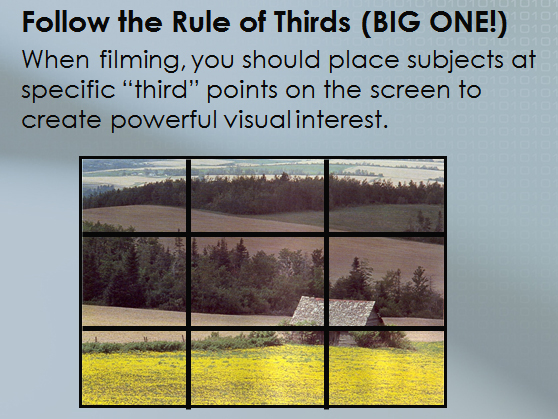 Follow the Rule of Thirds (BIG ONE!)
When filming, you should place subjects at
specific “third” points on the screen to
create powerful visual interest.